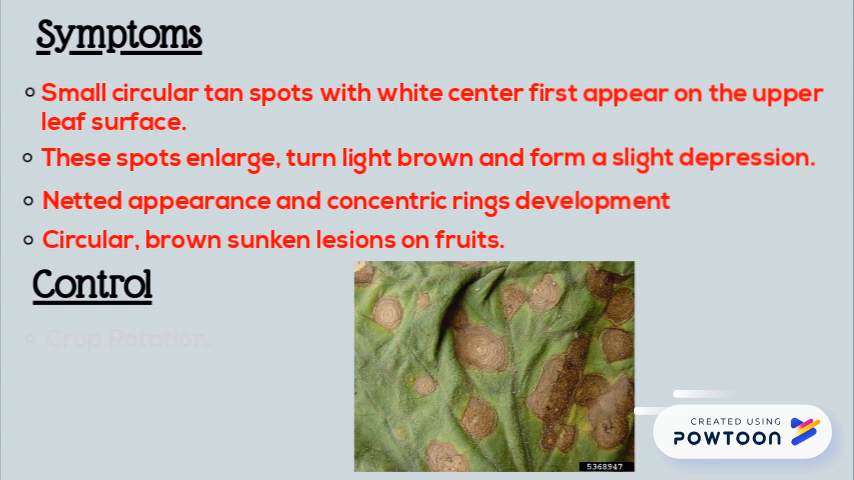 Symptoms
Small circular tan spots with white center first appear on the upper
leaf surface.
These spots enlarge, turn light brown and form a slight depression.
Netted appearance and concentric rings development
Circular, brown sunken lesions on fruits.
Control
Crop Rotation.
5368947
CREATED USING
POWTOON